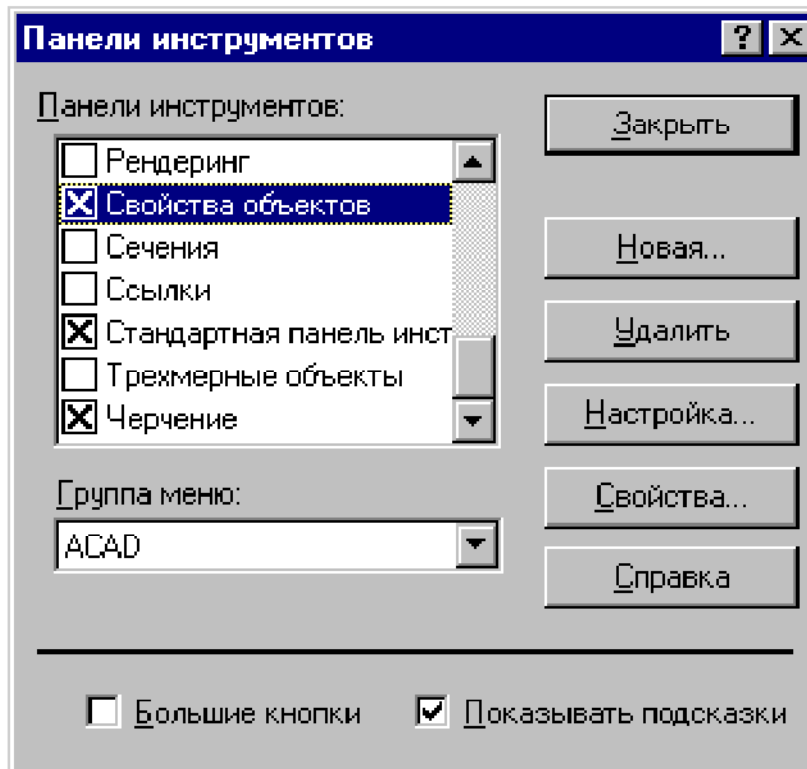 Панели инструментов
Панели инструментов:
Рендеринг
Свойства объектов
Сечения
Ссылки
Стандартная панель инст
Трехмерные объекты
Черчение
Группа меню:
ACAD
Закрыть
Новая...
Удалить
Настройка...
Свойства...
Справка
Большие кнопки
Показывать подсказки